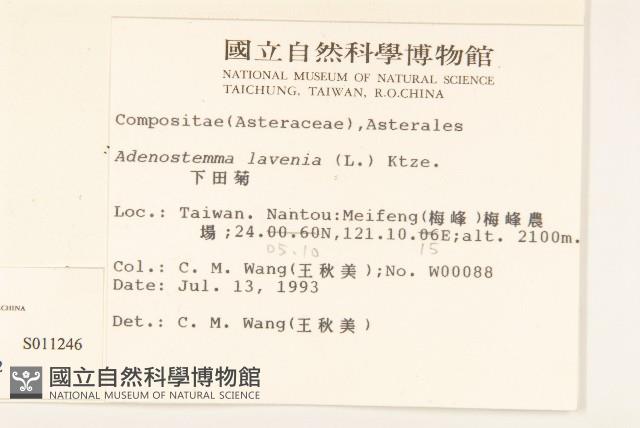 國立自然科學博物館
NATIONAL MUSEUM OF NATURAL SCIENCE
TAICHUNG, TAIWAN, R.O.CHINA
Compositae(Asteraceae),Asterales
Adenostemma lavenia (L.) Ktze.
下田菊
Loc.: Taiwan. Nantou:Meifeng(梅峰)梅峰農
場;24.00.60N,121.10.06E;alt. 2100m.
05.10 15
Col.: C. M. Wang(王秋美);No. W00088
Date: Jul. 13, 1993
Det.: C. M. Wang(王秋美)
CHINA
S011246
國立自然科學博物館
NATIONAL MUSEUM OF NATURAL SCIENCE